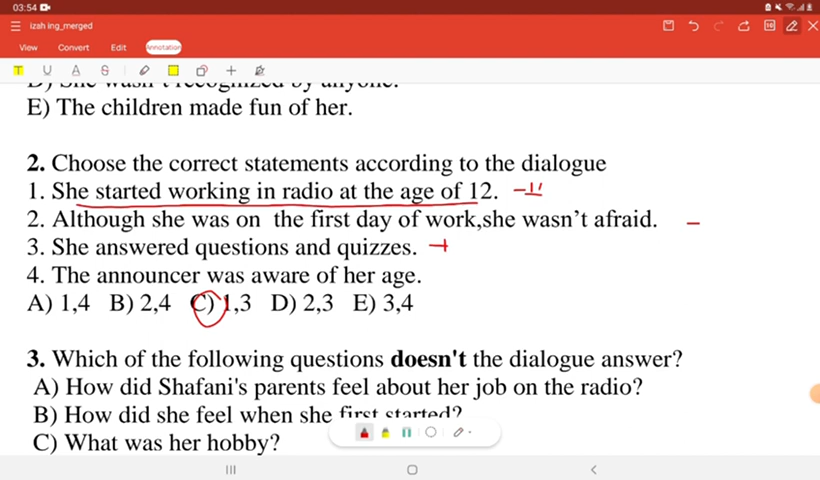 03:54
izah ing_merged
View Convert Edit Annotation
T U A S
E) The children made fun of her.
2. Choose the correct statements according to the dialogue
1. She started working in radio at the age of 12. -11
2. Although she was on the first day of work,she wasn't afraid. -
3. She answered questions and quizzes. +
4. The announcer was aware of her age.
A) 1,4 B) 2,4 C) 1,3 D) 2,3 E) 3,4
3. Which of the following questions doesn't the dialogue answer?
A) How did Shafani's parents feel about her job on the radio?
B) How did she feel when she first started?
C) What was her hobby?